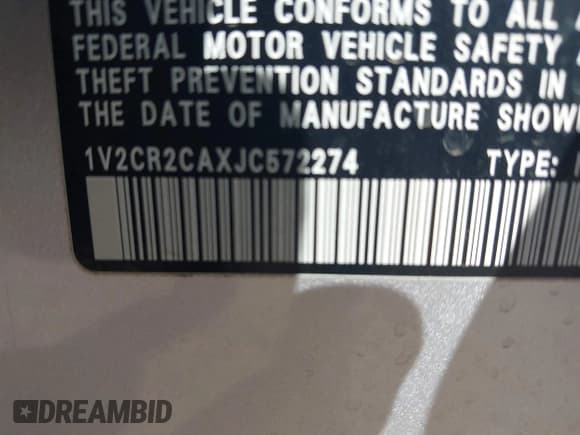 THIS VEHICLE CONFORMS TO ALL
FEDERAL MOTOR VEHICLE SAFETY
THEFT PREVENTION STANDARDS IN
THE DATE OF MANUFACTURE SHOW
1V2CR2CAXJC572274 TYPE:
DREAMBID